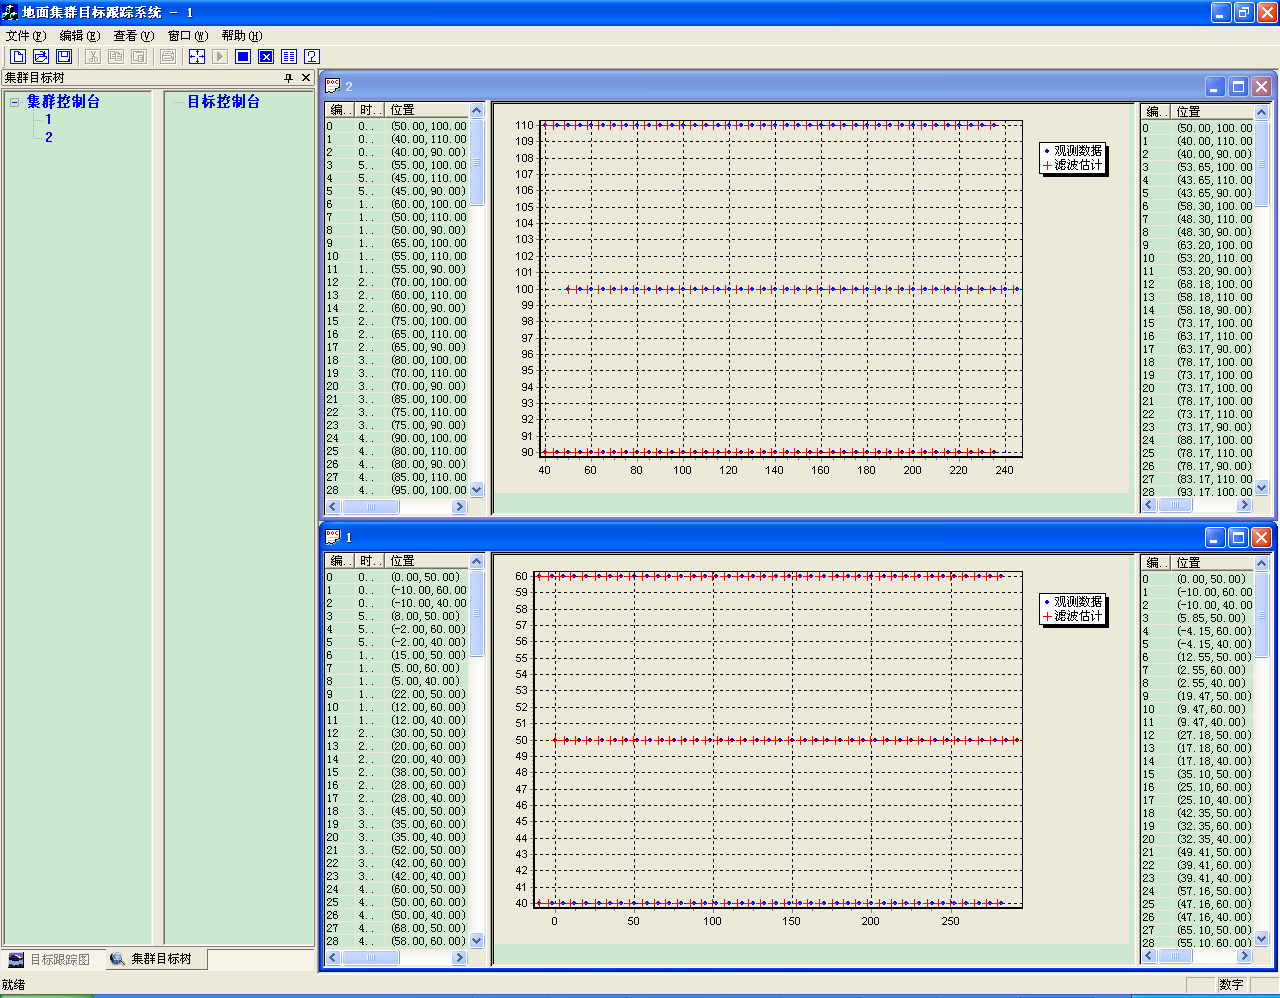 地面集群目标跟踪系统 - 1
文件(F) 编辑(E) 查看(V) 窗口(W) 帮助(H)
集群目标树
集群控制台
1
2
目标控制台
2
编.. 时.. 位置
0 0.. (50.00,100.00
1 0.. (40.00,110.00
2 0.. (40.00,90.00)
3 5.. (55.00,100.00
4 5.. (45.00,110.00
5 5.. (45.00,90.00)
6 1.. (60.00,100.00
7 1.. (50.00,110.00
8 1.. (50.00,90.00)
9 1.. (65.00,100.00
10 1.. (55.00,110.00
11 1.. (55.00,90.00)
12 2.. (70.00,100.00
13 2.. (60.00,110.00
14 2.. (60.00,90.00)
15 2.. (75.00,100.00
16 2.. (65.00,110.00
17 2.. (65.00,90.00)
18 3.. (80.00,100.00
19 3.. (70.00,110.00
20 3.. (70.00,90.00)
21 3.. (85.00,100.00
22 3.. (75.00,110.00
23 3.. (75.00,90.00)
24 4.. (90.00,100.00
25 4.. (80.00,110.00
26 4.. (80.00,90.00)
27 4.. (85.00,110.00
28 4.. (95.00,100.00
110
109
108
107
106
105
104
103
102
101
100
99
98
97
96
95
94
93
92
91
90
40 60 80 100 120 140 160 180 200 220 240
观测数据
滤波估计
编.. 位置
0 (50.00,100.00
1 (40.00,110.00
2 (40.00,90.00)
3 (53.65,100.00
4 (43.65,110.00
5 (43.65,90.00)
6 (58.30,100.00
7 (48.30,110.00
8 (48.30,90.00)
9 (63.20,100.00
10 (53.20,110.00
11 (53.20,90.00)
12 (68.18,100.00
13 (58.18,110.00
14 (58.18,90.00)
15 (73.17,100.00
16 (63.17,110.00
17 (63.17,90.00)
18 (78.17,100.00
19 (73.17,100.00
20 (73.17,100.00
21 (78.17,100.00
22 (73.17,110.00
23 (73.17,90.00)
24 (88.17,100.00
25 (78.17,110.00
26 (78.17,90.00)
27 (83.17,110.00
28 (93.17,100.00
1
编.. 时.. 位置
0 0.. (0.00,50.00)
1 0.. (-10.00,60.00
2 0.. (-10.00,40.00
3 5.. (8.00,50.00)
4 5.. (-2.00,60.00)
5 5.. (-2.00,40.00)
6 1.. (15.00,50.00)
7 1.. (5.00,60.00)
8 1.. (5.00,40.00)
9 1.. (22.00,50.00)
10 1.. (12.00,60.00)
11 1.. (12.00,40.00)
12 2.. (30.00,50.00)
13 2.. (20.00,60.00)
14 2.. (20.00,40.00)
15 2.. (38.00,50.00)
16 2.. (28.00,60.00)
17 2.. (28.00,40.00)
18 3.. (45.00,50.00)
19 3.. (35.00,60.00)
20 3.. (35.00,40.00)
21 3.. (52.00,50.00)
22 3.. (42.00,60.00)
23 3.. (42.00,40.00)
24 4.. (60.00,50.00)
25 4.. (50.00,60.00)
26 4.. (50.00,40.00)
27 4.. (68.00,50.00)
28 4.. (58.00,60.00)
60
59
58
57
56
55
54
53
52
51
50
49
48
47
46
45
44
43
42
41
40
0 50 100 150 200 250
观测数据
滤波估计
编.. 位置
0 (0.00,50.00)
1 (-10.00,60.00
2 (-10.00,40.00
3 (5.85,50.00)
4 (-4.15,60.00)
5 (-4.15,40.00)
6 (12.55,50.00)
7 (2.55,60.00)
8 (2.55,40.00)
9 (19.47,50.00)
10 (9.47,60.00)
11 (9.47,40.00)
12 (27.18,50.00)
13 (17.18,60.00)
14 (17.18,40.00)
15 (35.10,50.00)
16 (25.10,60.00)
17 (25.10,40.00)
18 (42.35,50.00)
19 (32.35,60.00)
20 (32.35,40.00)
21 (49.41,50.00)
22 (39.41,60.00)
23 (39.41,40.00)
24 (57.16,50.00)
25 (47.16,60.00)
26 (47.16,40.00)
27 (65.10,50.00)
28 (55.10,60.00)
目标跟踪图 集群目标树
就绪
数字